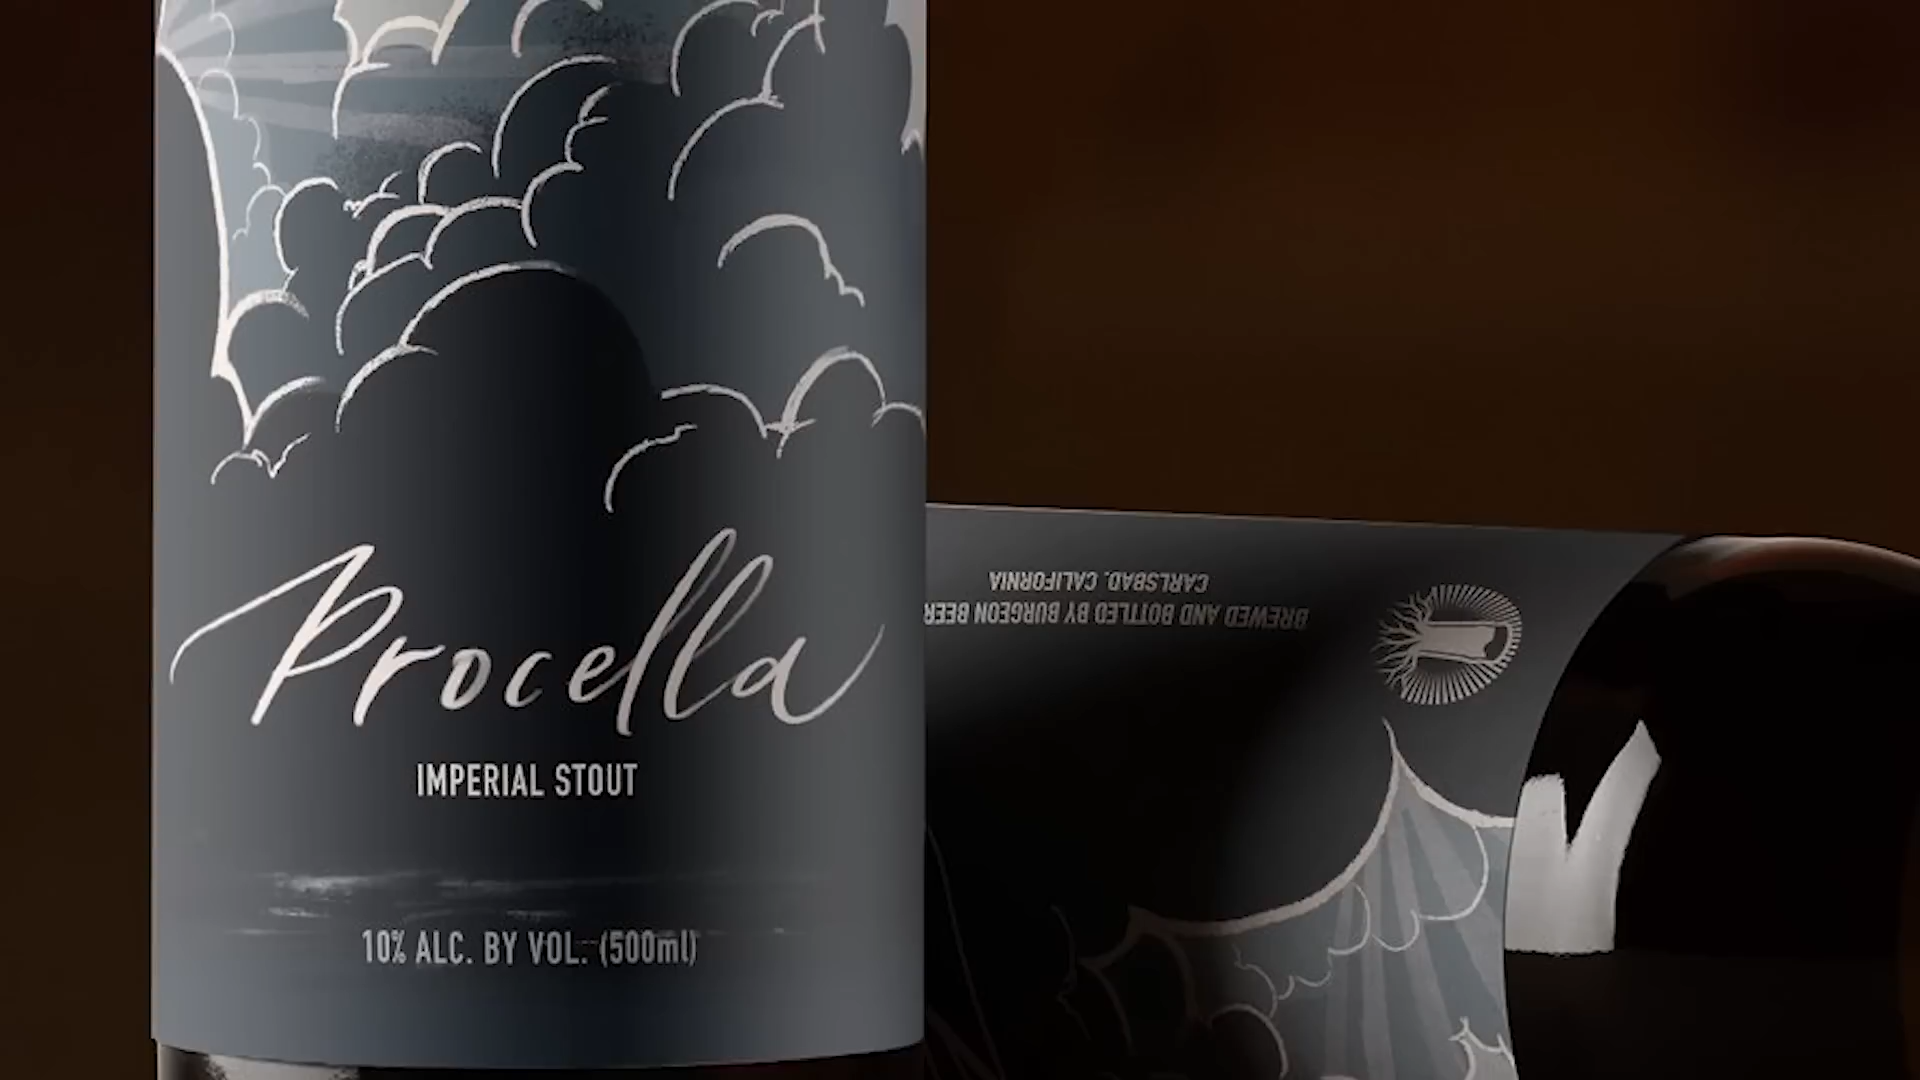 Procella
IMPERIAL STOUT
10% ALC. BY VOL. (500ml)
BREWED AND BOTTLED BY BURGEON BEER
CARLSBAD, CALIFORNIA